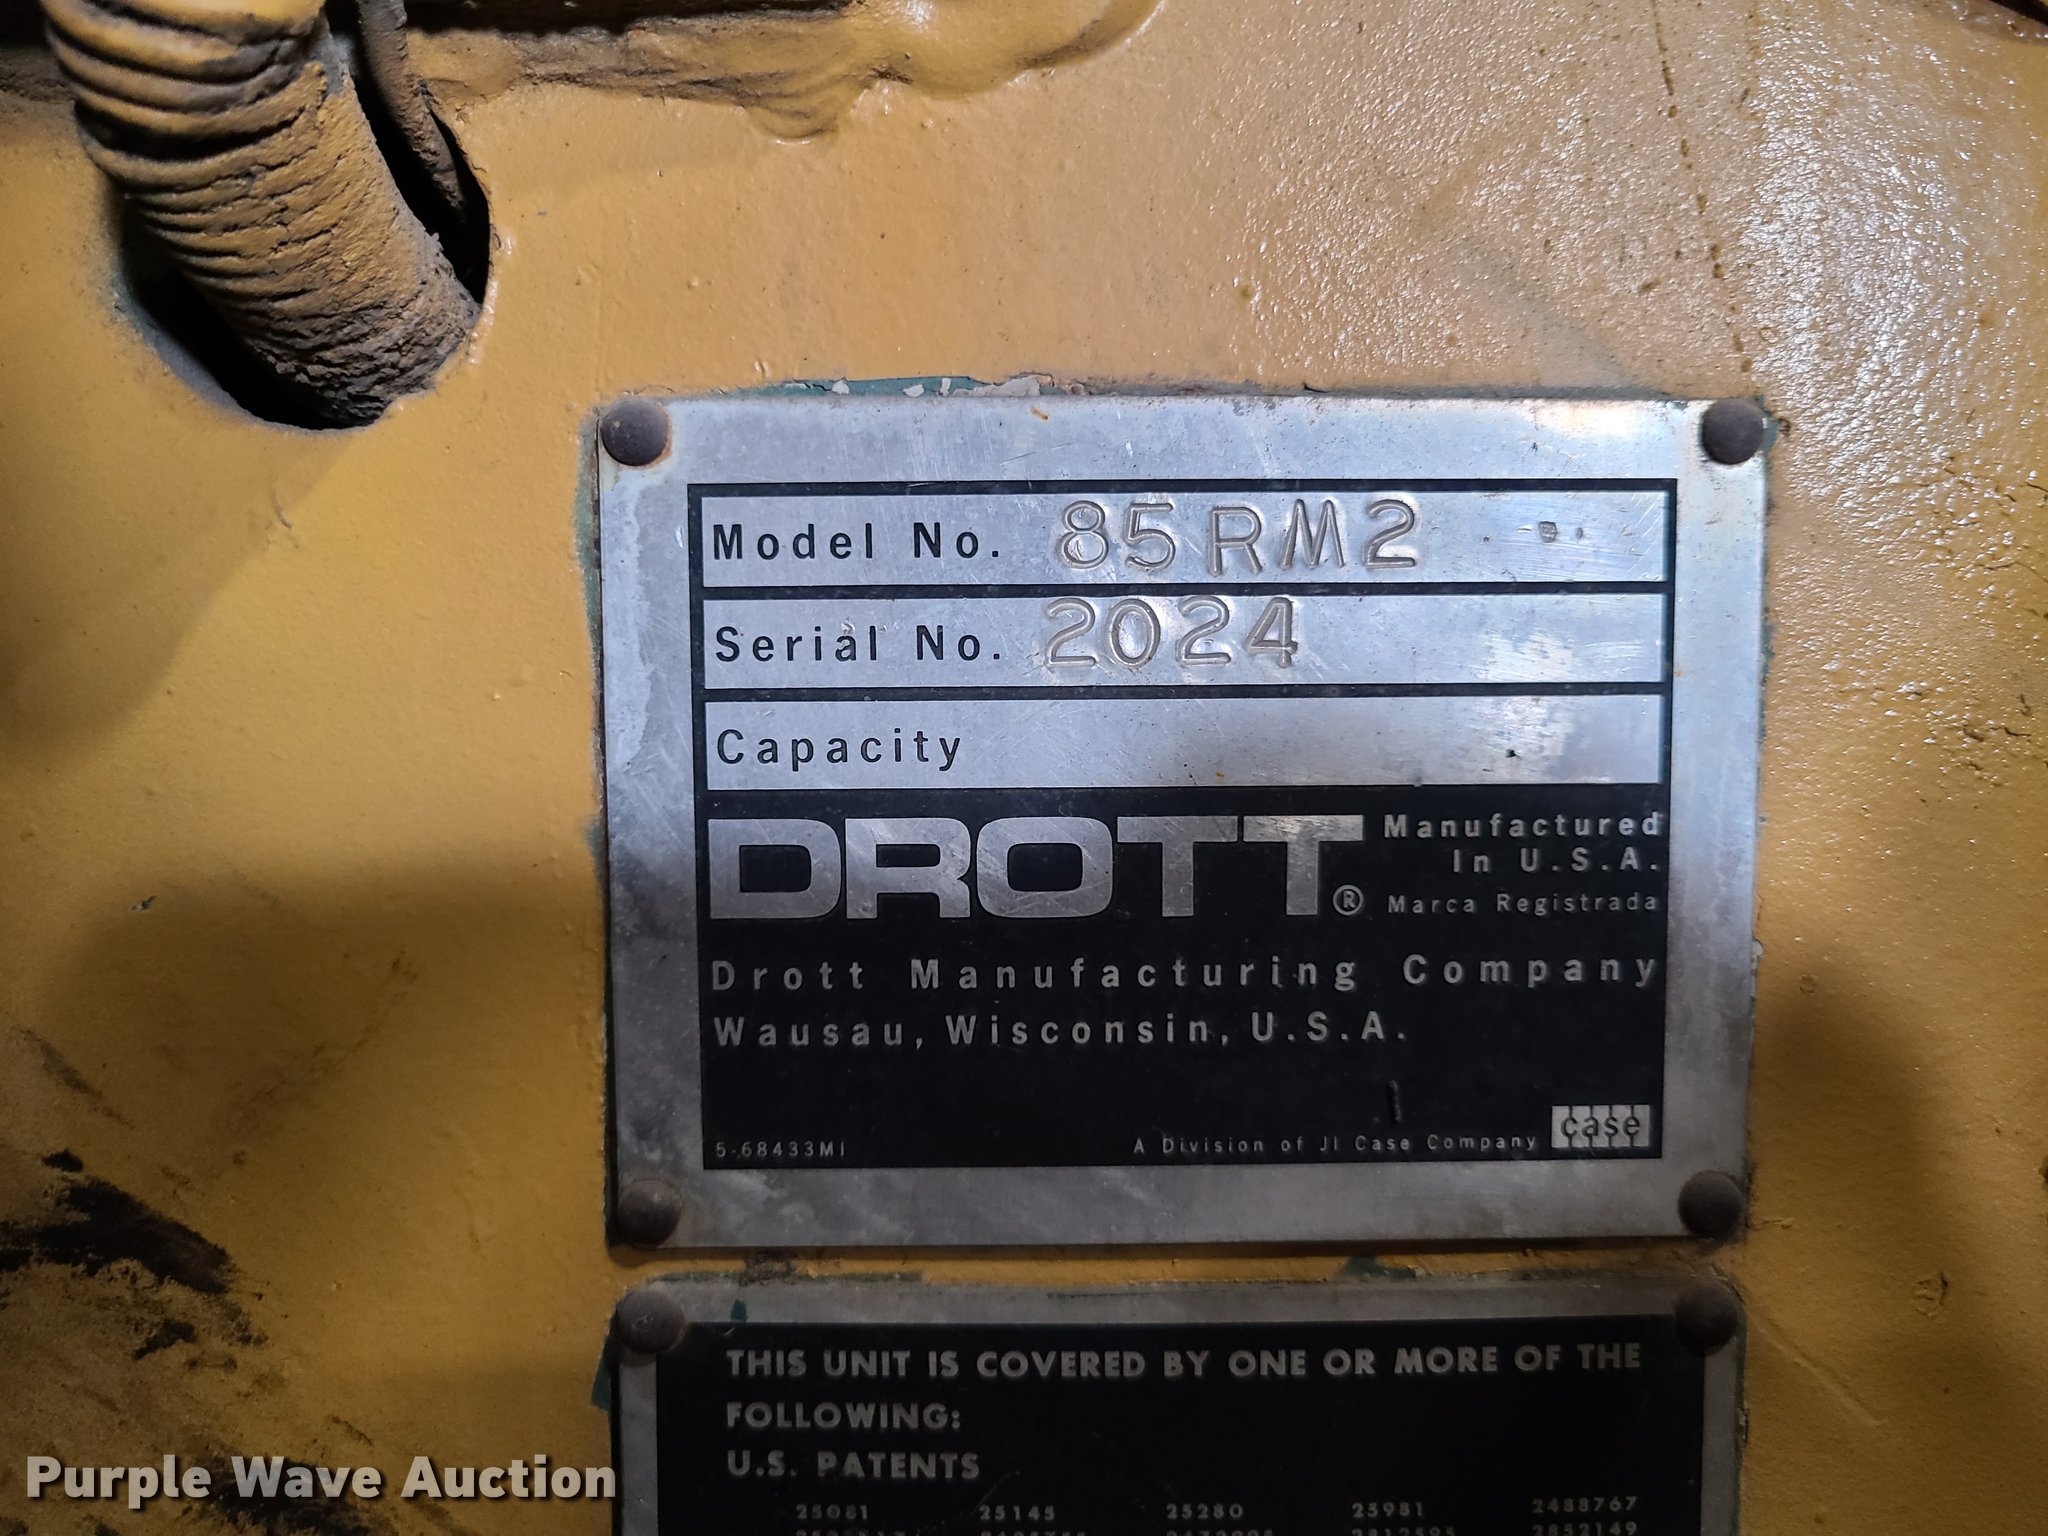 Model No. 85RM2
Serial No. 2024
Capacity
DROTT® Manufactured
In U.S.A.
Marca Registrada
Drott Manufacturing Company
Wausau, Wisconsin, U.S.A.
5-68433MI A Division of JI Case Company case
THIS UNIT IS COVERED BY ONE OR MORE OF THE
FOLLOWING:
U.S. PATENTS
25081 25145 25280 25981 2488767
2852149
Purple Wave Auction